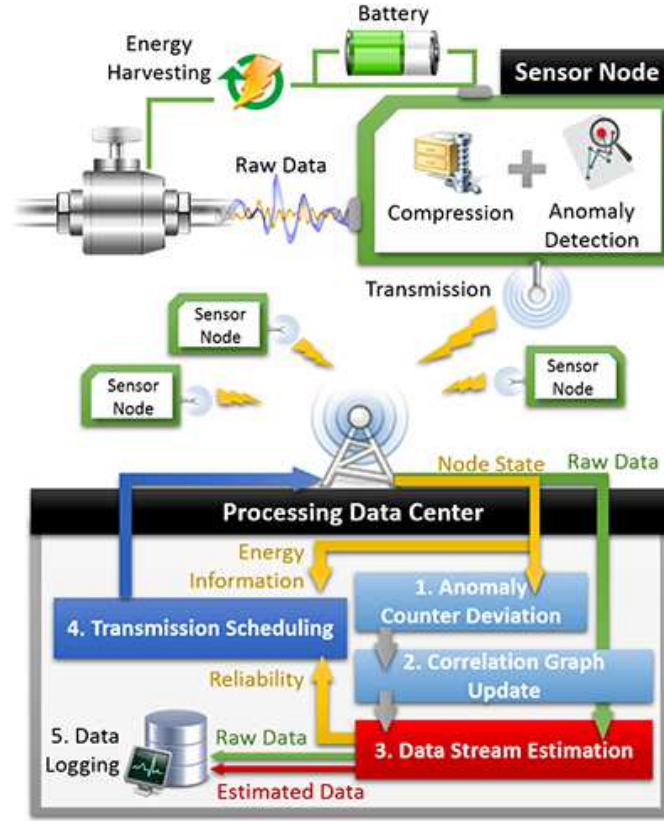 Battery
Energy
Harvesting
Sensor Node
Raw Data
Compression
Anomaly
Detection
Transmission
Sensor
Node
Sensor
Node
Sensor
Node
Node State
Raw Data
Processing Data Center
Energy
Information
1. Anomaly
Counter Deviation
4. Transmission Scheduling
2. Correlation Graph
Update
Reliability
5. Data
Logging
Raw Data
3. Data Stream Estimation
Estimated Data